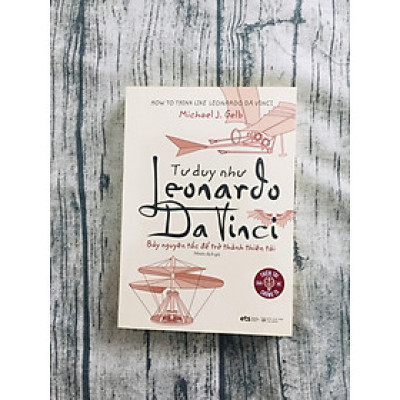 HOW TO THINK LIKE LEONARDO DA VINCI
Michael J. Gelb
Tư duy như
Leonardo
Da Vinci
Bảy nguyên tắc để trở thành thiên tài